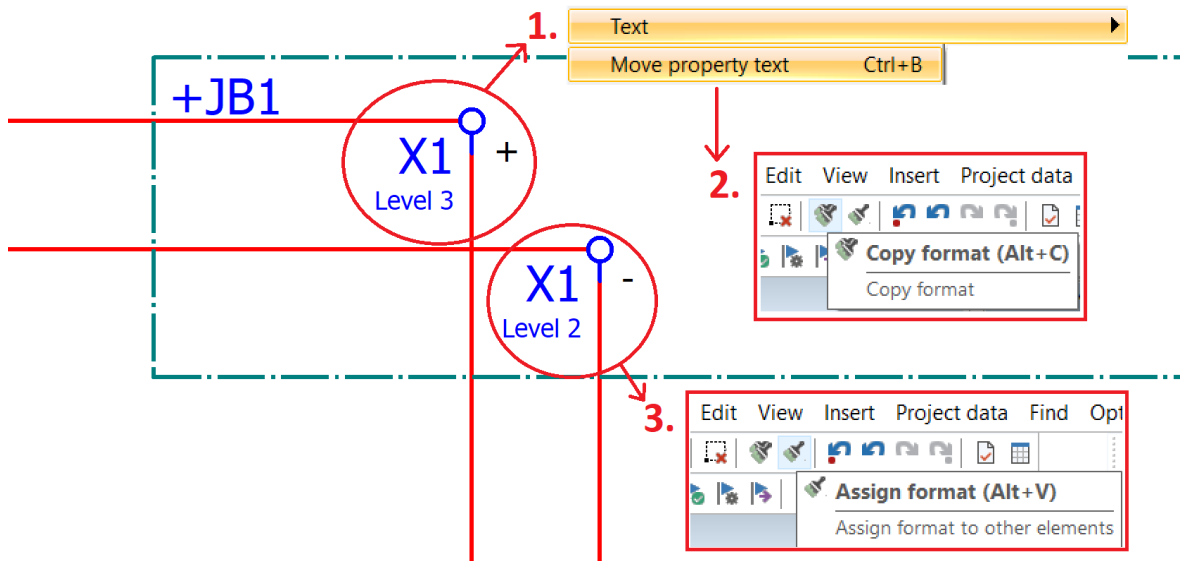 1.
Text
Move property text Ctrl+B
+JB1
X1
+
Level 3
2.
Edit View Insert Project data
Copy format (Alt+C)
Copy format
X1
-
Level 2
3.
Edit View Insert Project data Find Opt
Assign format (Alt+V)
Assign format to other elements